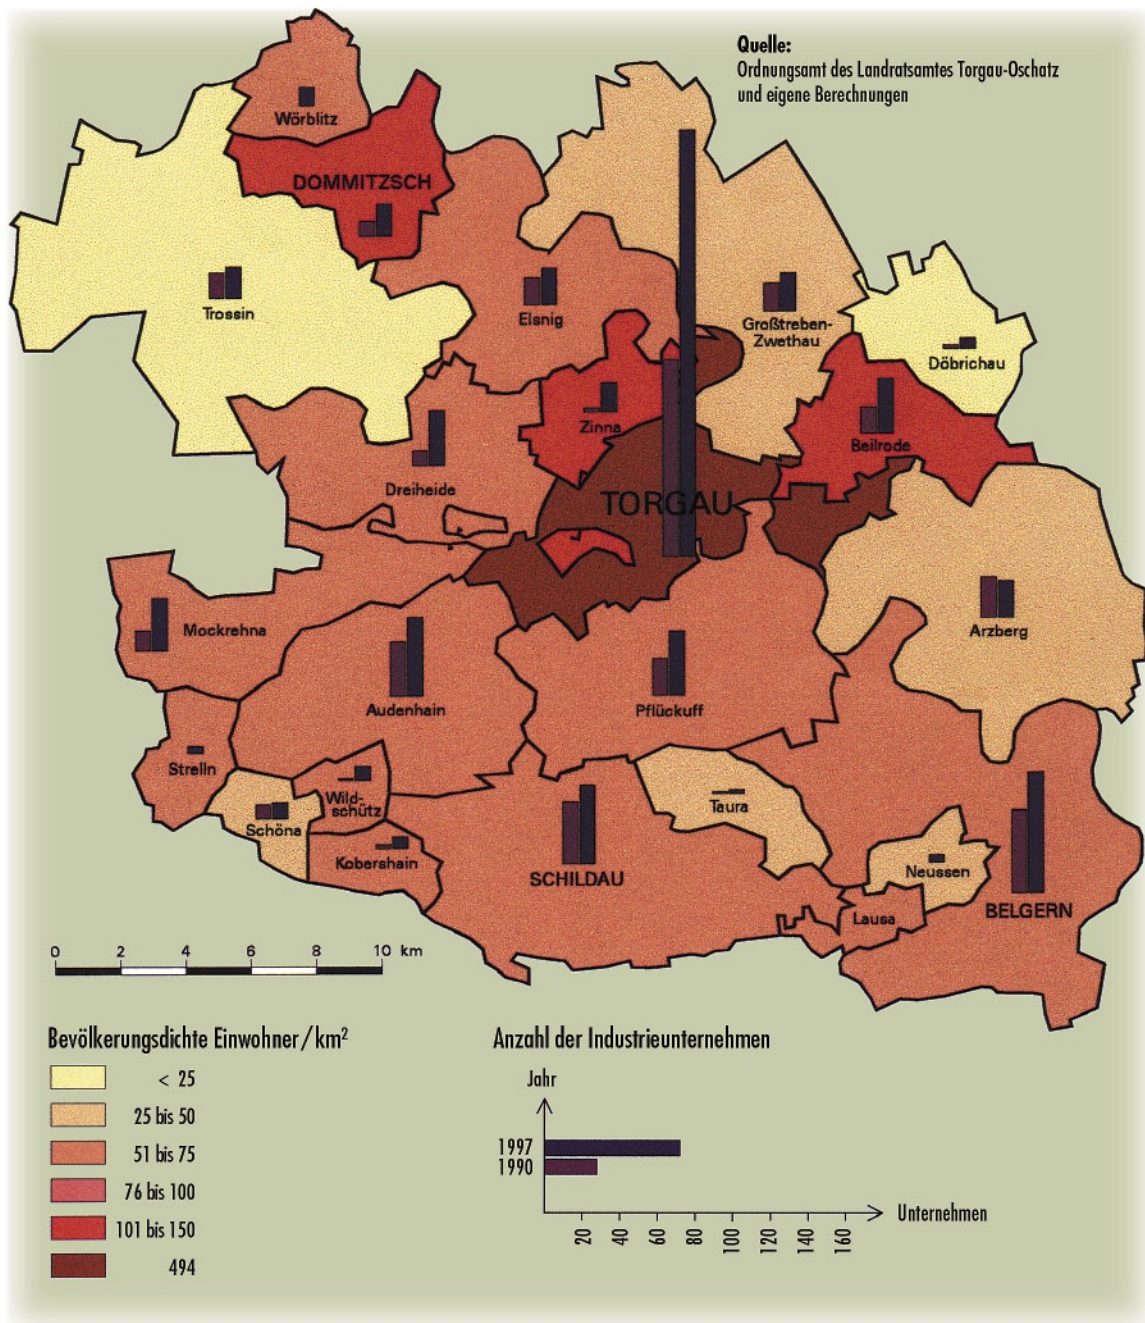 Quelle:
Ordnungsamt des Landratsamtes Torgau-Oschatz
und eigene Berechnungen
Wörblitz
DOMMITZSCH
Trossin
Elsnig
Großtreben-
Zwethau
Döbrichau
Zinna
Beilrode
Dreiheide
TORGAU
Mockrehna
Arzberg
Audenhain
Pflückuff
Strelln
Wild-
schütz
Taura
Schöna
Kobershain
SCHILDAU
Neussen
Lausa
BELGERN
0 2 4 6 8 10 km
Bevölkerungsdichte Einwohner/km²
< 25
25 bis 50
51 bis 75
76 bis 100
101 bis 150
494
Anzahl der Industrieunternehmen
Jahr
1997
1990
Unternehmen
20 40 60 80 100 120 140 160